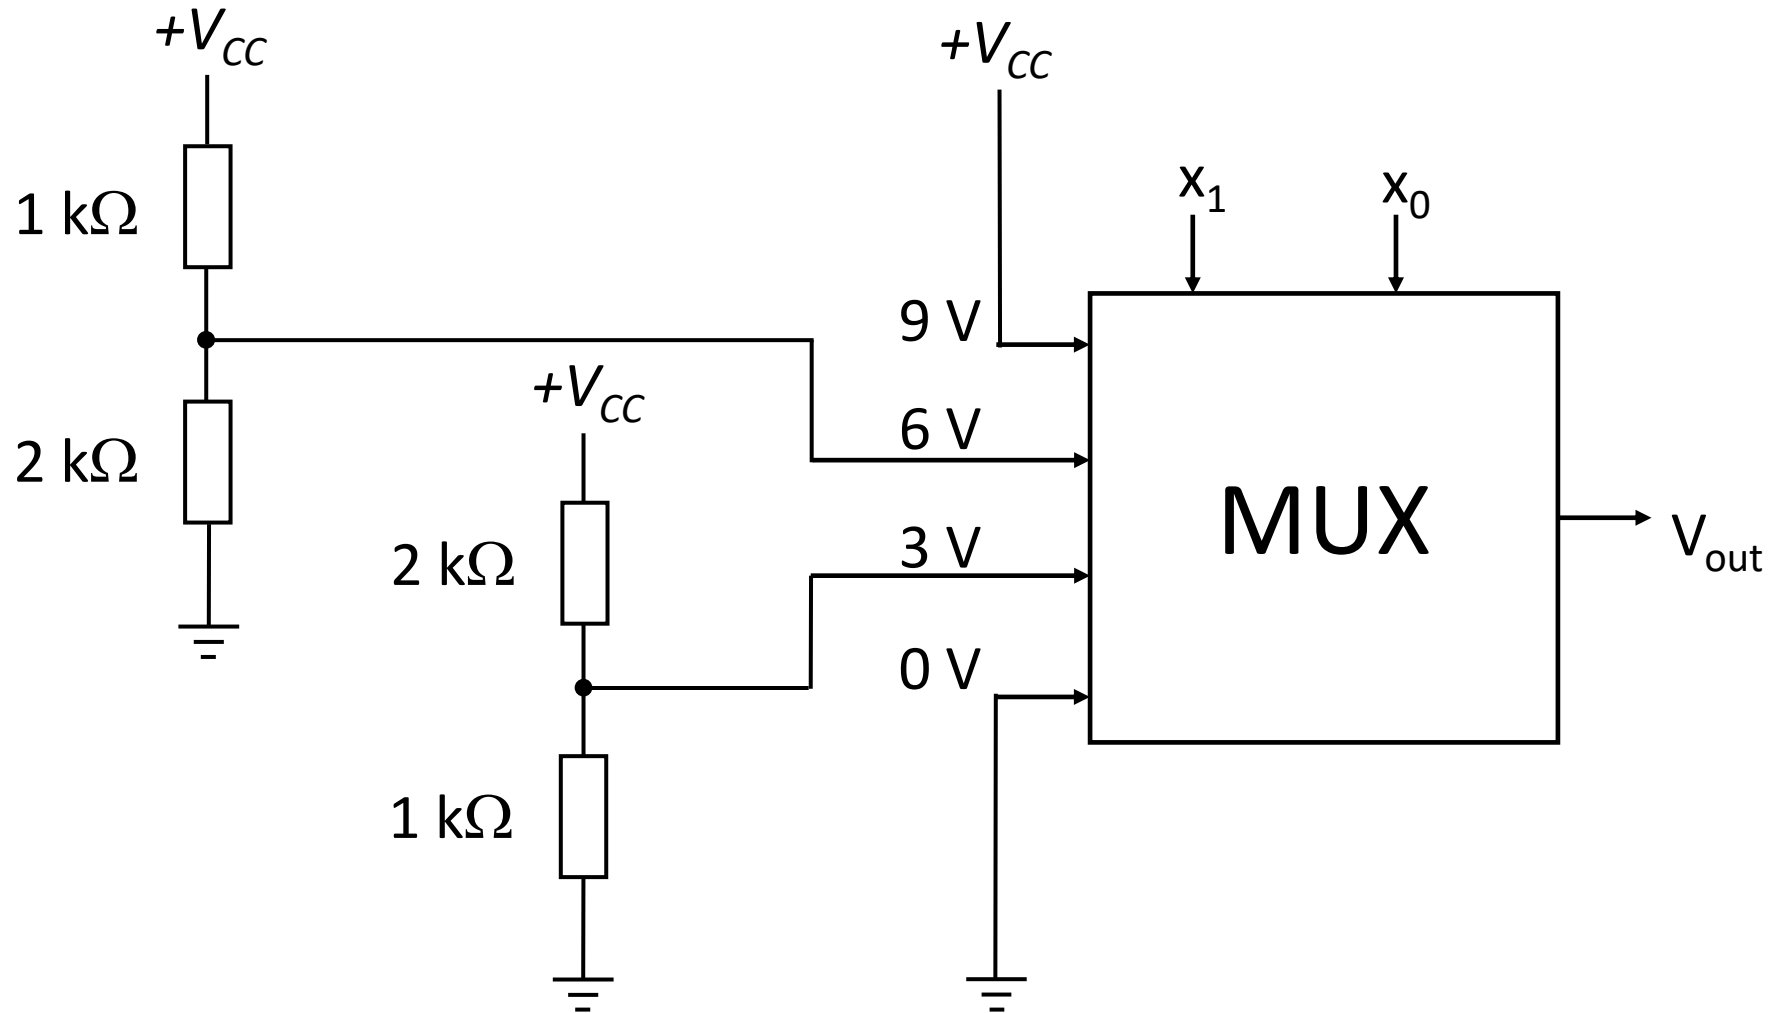 +VCC
1 kΩ
2 kΩ
+VCC
2 kΩ
1 kΩ
+VCC
9 V
6 V
3 V
0 V
x1
x0
MUX
Vout